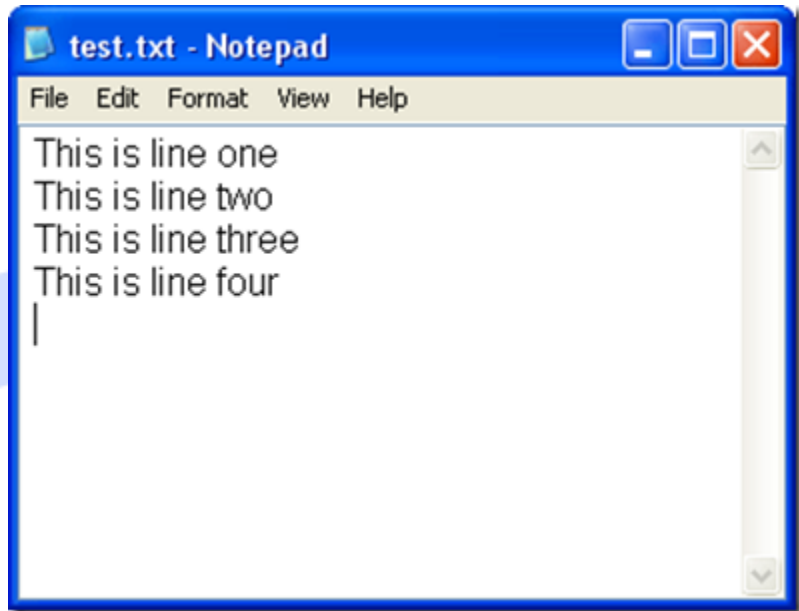 test.txt - Notepad
File Edit Format View Help
This is line one
This is line two
This is line three
This is line four